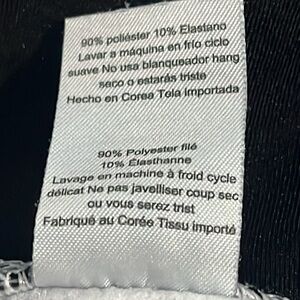 90% poliéster 10% Elastano
Lavar a máquina en frío ciclo
suave No usa blanqueador hang
seco o estarás triste
Hecho en Corea Tela importada
90% Polyester filé
10% Élasthanne
Lavage en machine à froid cycle
délicat Ne pas javelliser coup sec
ou vous serez trist
Fabriqué au Corée Tissu importé